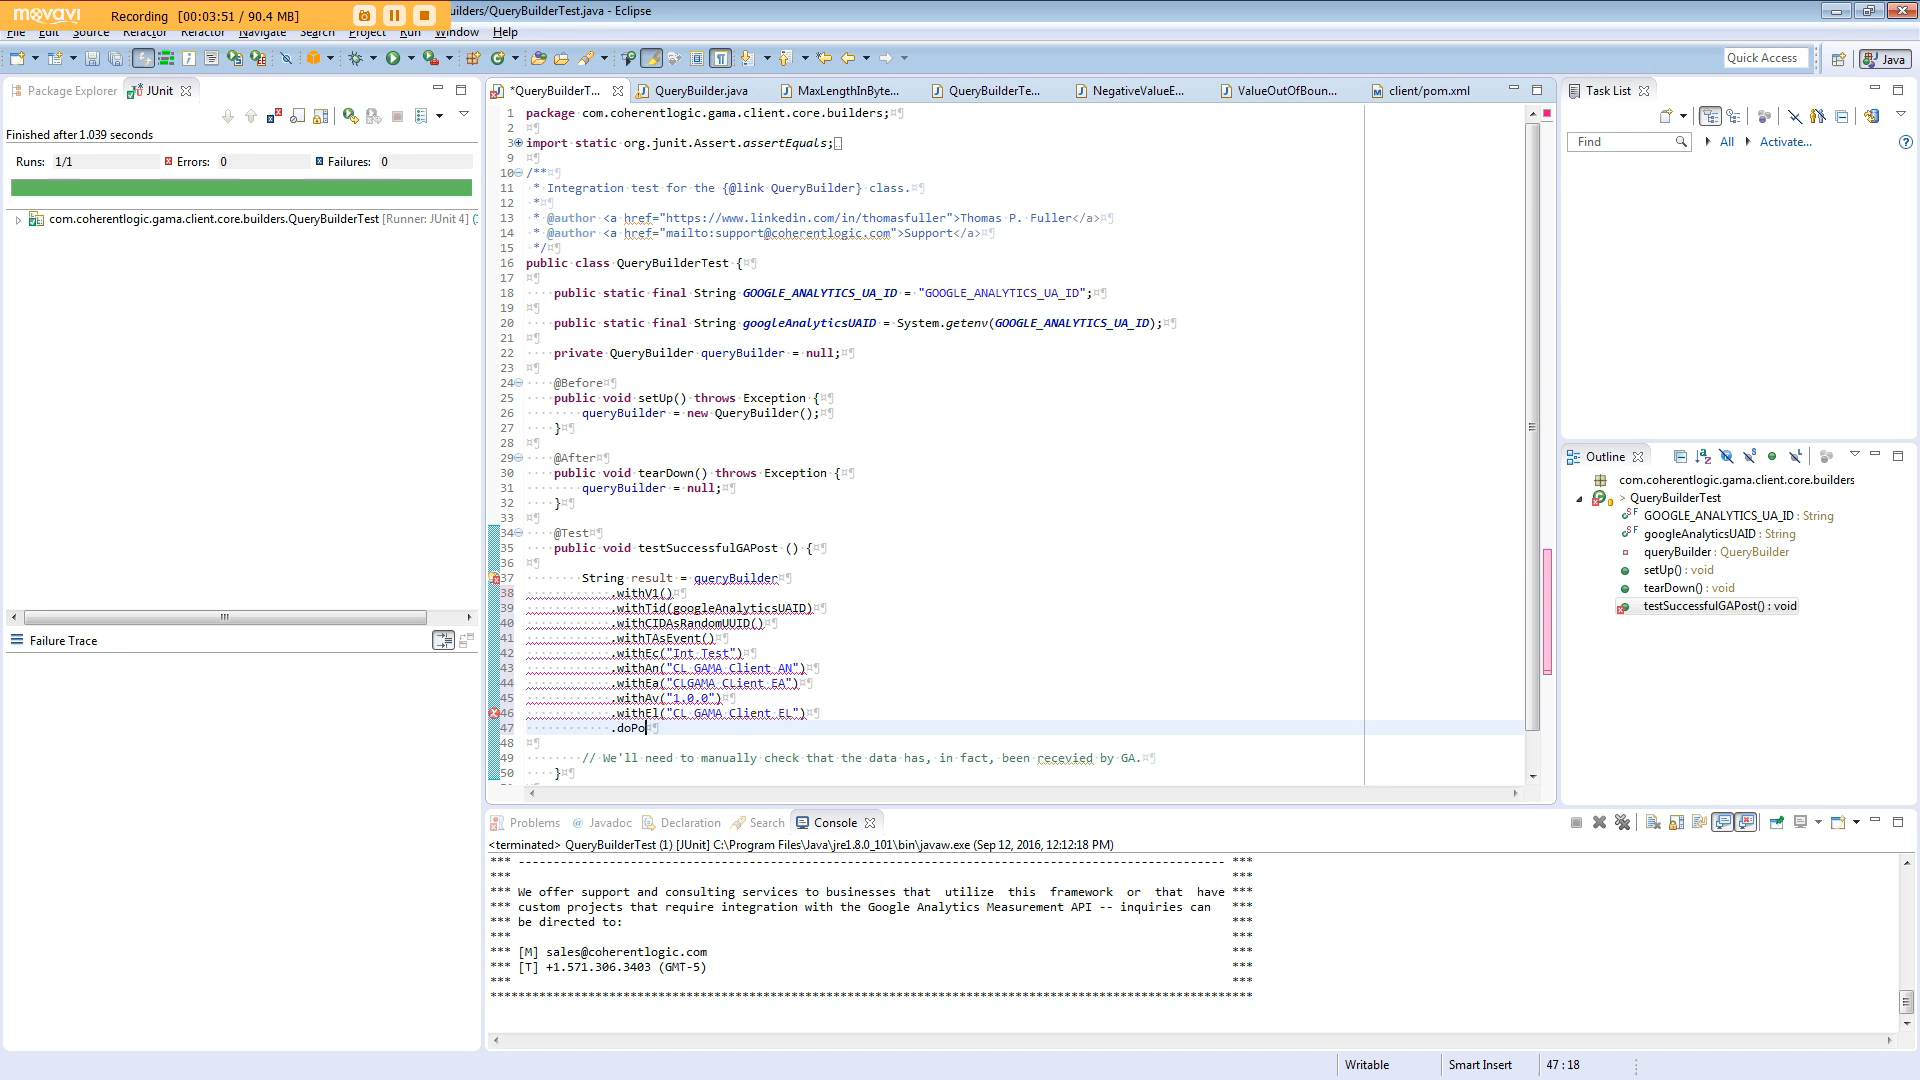 movavi
Recording [00:03:51 / 90.4 MB]
uilders/QueryBuilderTest.java - Eclipse
File Edit Source Refactor Refactor Navigate Search Project Run Window Help
Quick Access
Java
Package Explorer
JUnit
Finished after 1.039 seconds
Runs: 1/1
Errors: 0
Failures: 0
com.coherentlogic.gama.client.core.builders.QueryBuilderTest [Runner: JUnit 4] (
Failure Trace
*QueryBuilderT...
QueryBuilder.java
MaxLengthInByte...
QueryBuilderTe...
NegativeValueE...
ValueOutOfBoun...
client/pom.xml
1 package com.coherentlogic.gama.client.core.builders;
2
3 import static org.junit.Assert.assertEquals;
9
10 /**
11 * Integration test for the {@link QueryBuilder} class.
12 *
13 * @author <a href="https://www.linkedin.com/in/thomasfuller">Thomas P. Fuller</a>
14 * @author <a href="mailto:support@coherentlogic.com">Support</a>
15 */
16 public class QueryBuilderTest {
17
18 public static final String GOOGLE_ANALYTICS_UA_ID = "GOOGLE_ANALYTICS_UA_ID";
19
20 public static final String googleAnalyticsUAID = System.getenv(GOOGLE_ANALYTICS_UA_ID);
21
22 private QueryBuilder queryBuilder = null;
23
24 @Before
25 public void setUp() throws Exception {
26 queryBuilder = new QueryBuilder();
27 }
28
29 @After
30 public void tearDown() throws Exception {
31 queryBuilder = null;
32 }
33
34 @Test
35 public void testSuccessfulGAPost () {
36
37 String result = queryBuilder
38 .withV1()
39 .withTid(googleAnalyticsUAID)
40 .withCIDAsRandomUUID()
41 .withTAsEvent()
42 .withEc("Int Test")
43 .withAn("CL GAMA Client AN")
44 .withEa("CLGAMA CLient EA")
45 .withAv("1.0.0")
46 .withEl("CL GAMA Client EL")
47 .doPo
48
49 // We'll need to manually check that the data has, in fact, been recevied by GA.
50 }
Task List
Find
All
Activate...
Outline
com.coherentlogic.gama.client.core.builders
> QueryBuilderTest
GOOGLE_ANALYTICS_UA_ID : String
googleAnalyticsUAID : String
queryBuilder : QueryBuilder
setUp() : void
tearDown() : void
testSuccessfulGAPost() : void
Problems
@ Javadoc
Declaration
Search
Console
<terminated> QueryBuilderTest (1) [JUnit] C:\Program Files\Java\jre1.8.0_101\bin\javaw.exe (Sep 12, 2016, 12:12:18 PM)
*** ----------------------------------------------------------------------------------------------------- ***
*** ***
*** We offer support and consulting services to businesses that utilize this framework or that have ***
*** custom projects that require integration with the Google Analytics Measurement API -- inquiries can ***
*** be directed to: ***
*** ***
*** [M] sales@coherentlogic.com ***
*** [T] +1.571.306.3403 (GMT-5) ***
*** ***
*************************************************************************************************************
Writable
Smart Insert
47 : 18